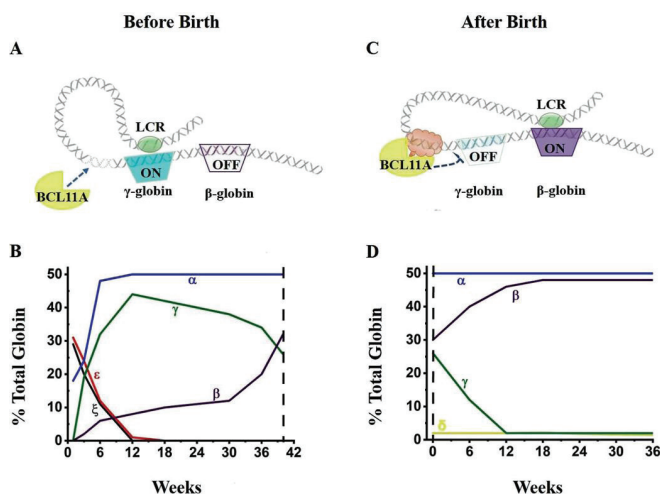 Before Birth
After Birth
A
LCR
ON
OFF
BCL11A
γ-globin
β-globin
C
LCR
BCL11A
OFF
ON
γ-globin
β-globin
B
% Total Globin
50
40
30
20
10
0
α
γ
ε
ξ
β
0
6
12
18
24
30
36
42
Weeks
D
% Total Globin
50
40
30
20
10
0
α
β
γ
δ
0
6
12
18
24
30
36
Weeks